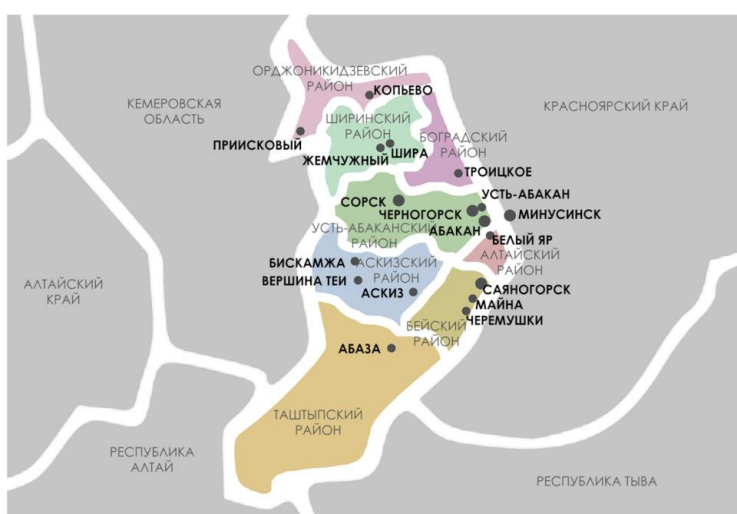 ОРДЖОНИКИДЗЕВСКИЙ
РАЙОН
КОПЬЕВО
КЕМЕРОВСКАЯ
ОБЛАСТЬ
КРАСНОЯРСКИЙ КРАЙ
ШИРИНСКИЙ
РАЙОН
БОГРАДСКИЙ
РАЙОН
ПРИИСКОВЫЙ
ШИРА
ЖЕМЧУЖНЫЙ
ТРОИЦКОЕ
СОРСК
УСТЬ-АБАКАН
ЧЕРНОГОРСК
МИНУСИНСК
АБАКАН
УСТЬ-АБАКАНСКИЙ
РАЙОН
БЕЛЫЙ ЯР
АЛТАЙСКИЙ
РАЙОН
БИСКАМЖА
АСКИЗСКИЙ
РАЙОН
ВЕРШИНА ТЕИ
АСКИЗ
АЛТАЙСКИЙ
КРАЙ
САЯНОГОРСК
МАЙНА
ЧЕРЕМУШКИ
БЕЙСКИЙ
РАЙОН
АБАЗА
ТАШТЫПСКИЙ
РАЙОН
РЕСПУБЛИКА
АЛТАЙ
РЕСПУБЛИКА ТЫВА